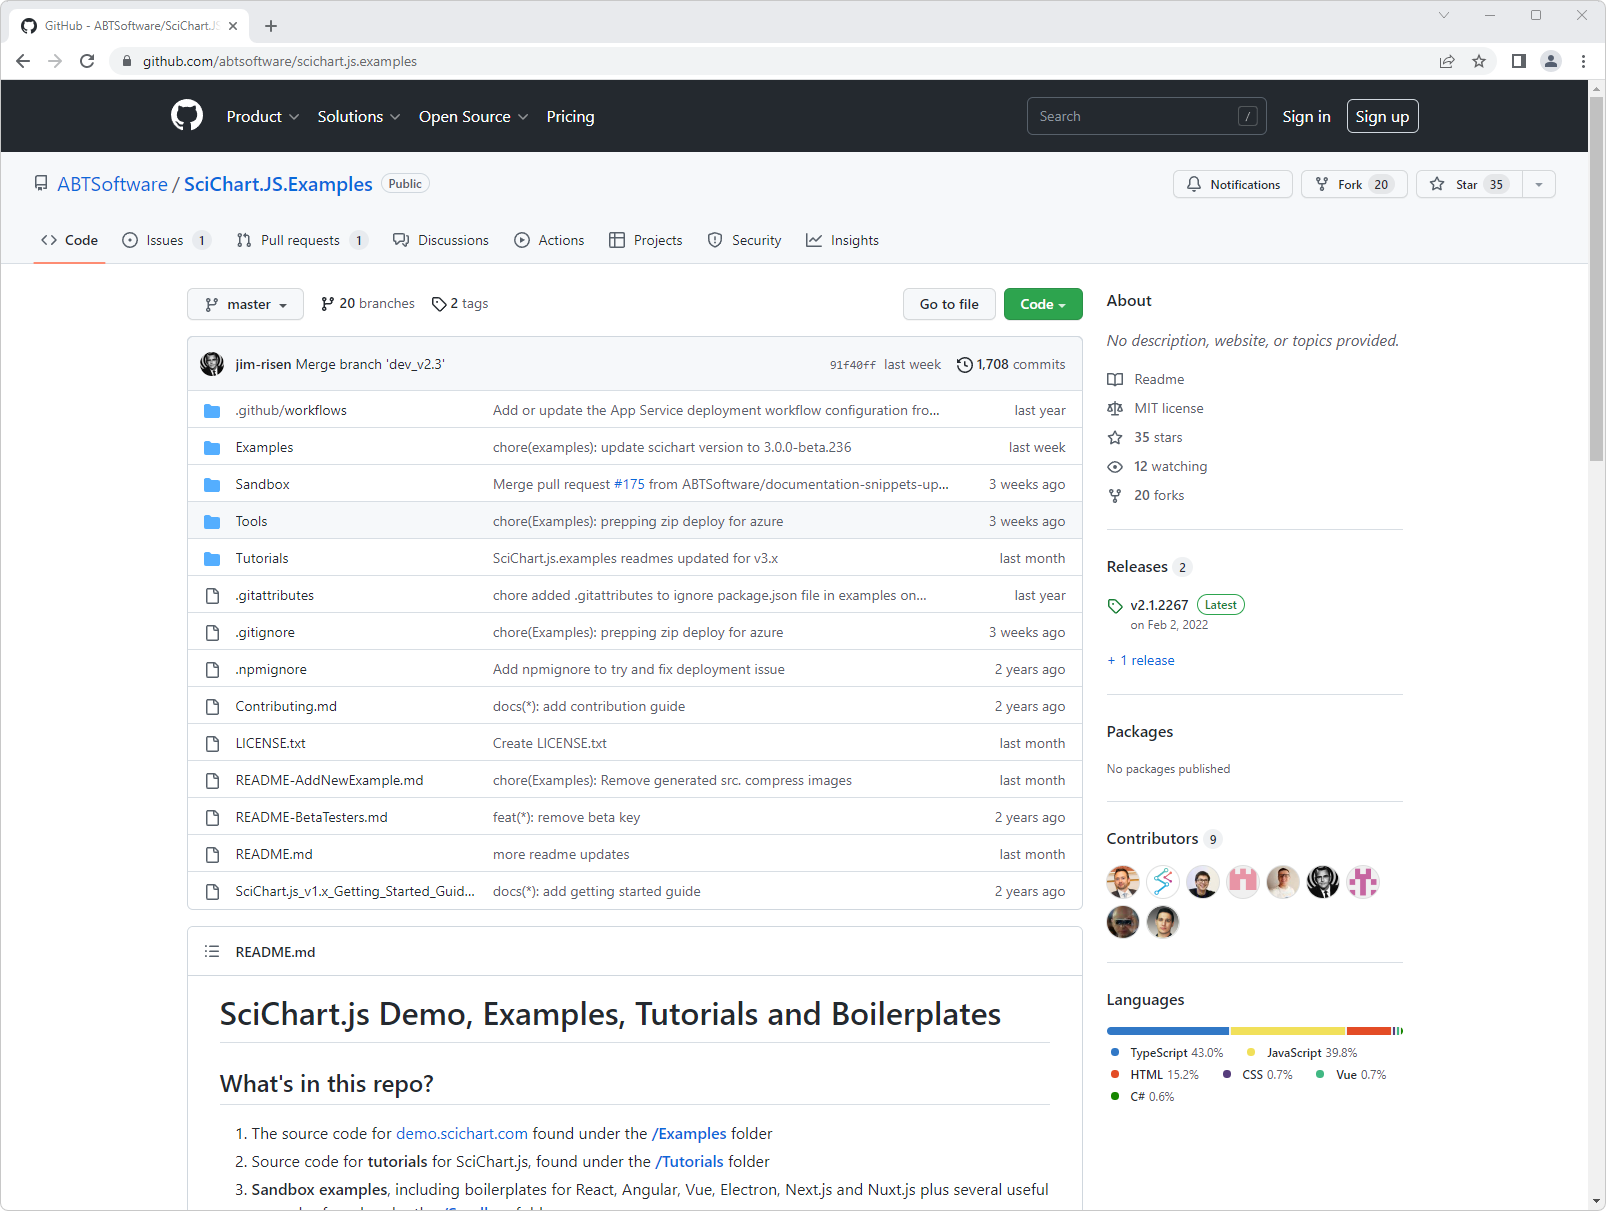 GitHub - ABTSoftware/SciChart.JS
github.com/abtsoftware/scichart.js.examples
Product Solutions Open Source Pricing Search / Sign in Sign up
ABTSoftware / SciChart.JS.Examples Public Notifications Fork 20 Star 35
Code Issues 1 Pull requests 1 Discussions Actions Projects Security Insights
master 20 branches 2 tags Go to file Code
jim-risen Merge branch 'dev_v2.3' 91f40ff last week 1,708 commits
.github/workflows Add or update the App Service deployment workflow configuration fro... last year
Examples chore(examples): update scichart version to 3.0.0-beta.236 last week
Sandbox Merge pull request #175 from ABTSoftware/documentation-snippets-up... 3 weeks ago
Tools chore(Examples): prepping zip deploy for azure 3 weeks ago
Tutorials SciChart.js.examples readmes updated for v3.x last month
.gitattributes chore added .gitattributes to ignore package.json file in examples on... last year
.gitignore chore(Examples): prepping zip deploy for azure 3 weeks ago
.npmignore Add npmignore to try and fix deployment issue 2 years ago
Contributing.md docs(*): add contribution guide 2 years ago
LICENSE.txt Create LICENSE.txt last month
README-AddNewExample.md chore(Examples): Remove generated src. compress images last month
README-BetaTesters.md feat(*): remove beta key 2 years ago
README.md more readme updates last month
SciChart.js_v1.x_Getting_Started_Guid... docs(*): add getting started guide 2 years ago
README.md
SciChart.js Demo, Examples, Tutorials and Boilerplates
What's in this repo?
1. The source code for demo.scichart.com found under the /Examples folder
2. Source code for tutorials for SciChart.js, found under the /Tutorials folder
3. Sandbox examples, including boilerplates for React, Angular, Vue, Electron, Next.js and Nuxt.js plus several useful
About
No description, website, or topics provided.
Readme
MIT license
35 stars
12 watching
20 forks
Releases 2
v2.1.2267 Latest
on Feb 2, 2022
+ 1 release
Packages
No packages published
Contributors 9
Languages
TypeScript 43.0% JavaScript 39.8%
HTML 15.2% CSS 0.7% Vue 0.7%
C# 0.6%